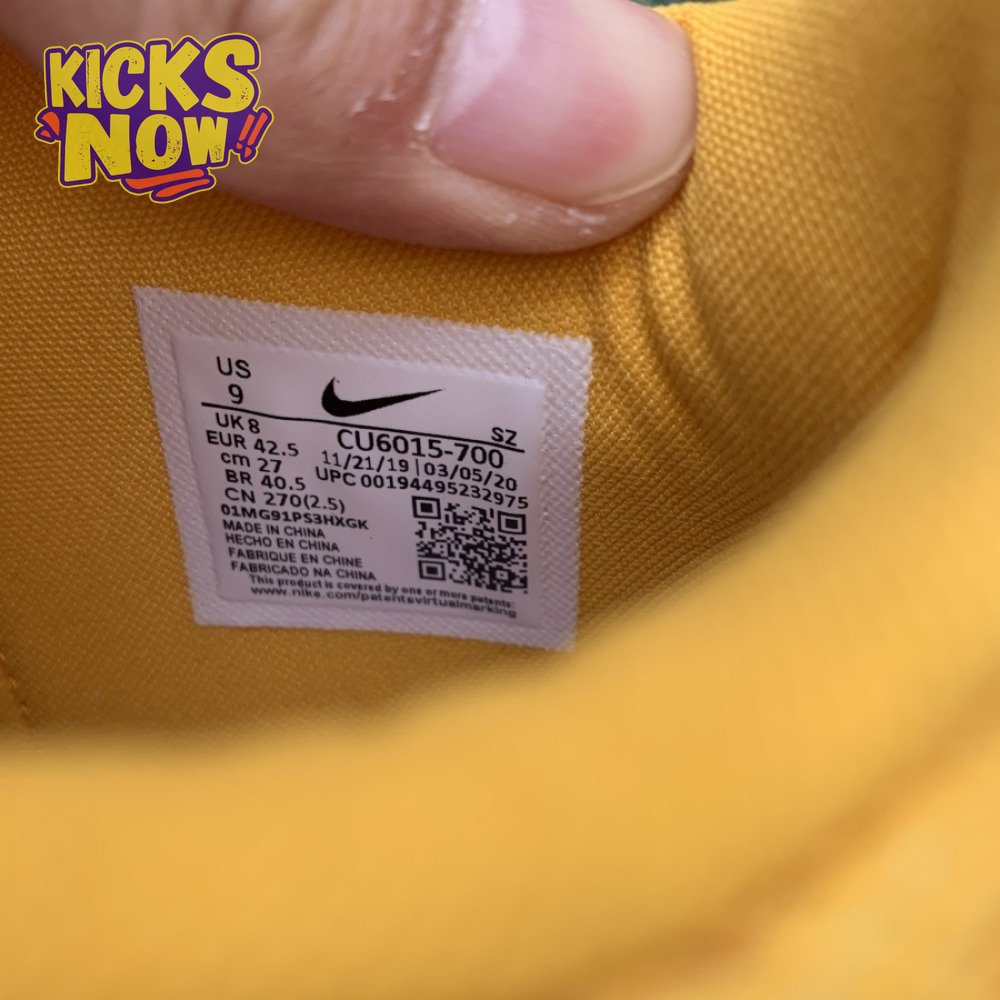 KICKS
NOW!!
US
9
SZ
UK 8
EUR 42.5
cm 27
BR 40.5
CN 270(2.5)
CU6015-700
11/21/19 | 03/05/20
UPC 00194495232975
01MG91PS3HXGK
MADE IN CHINA
HECHO EN CHINA
FABRIQUE EN CHINE
FABRICADO NA CHINA
This product is covered by one or more patents:
www.nike.com/patentsvirtualmarking